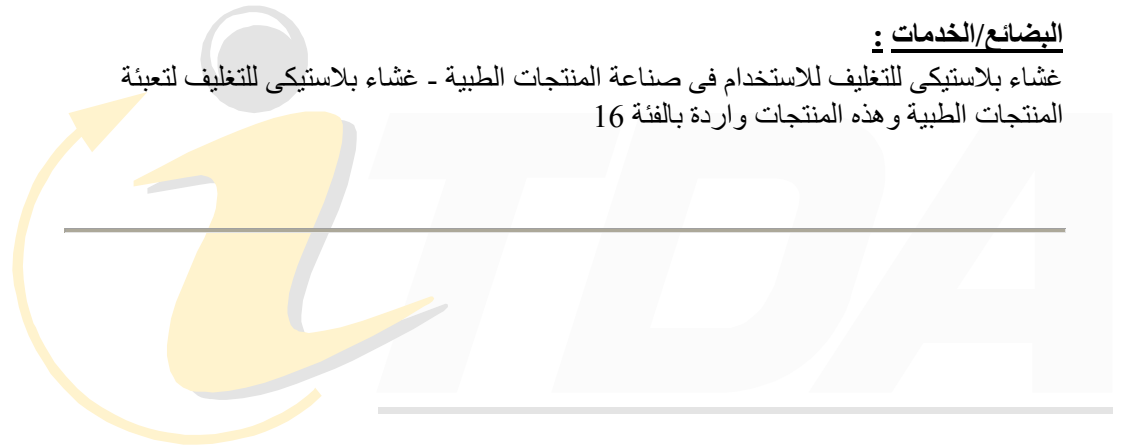 البضائع/الخدمات :
غشاء بلاستيكى للتغليف للاستخدام فى صناعة المنتجات الطبية - غشاء بلاستيكى للتغليف لتعبئة
المنتجات الطبية وهذه المنتجات واردة بالفئة 16
iTDA